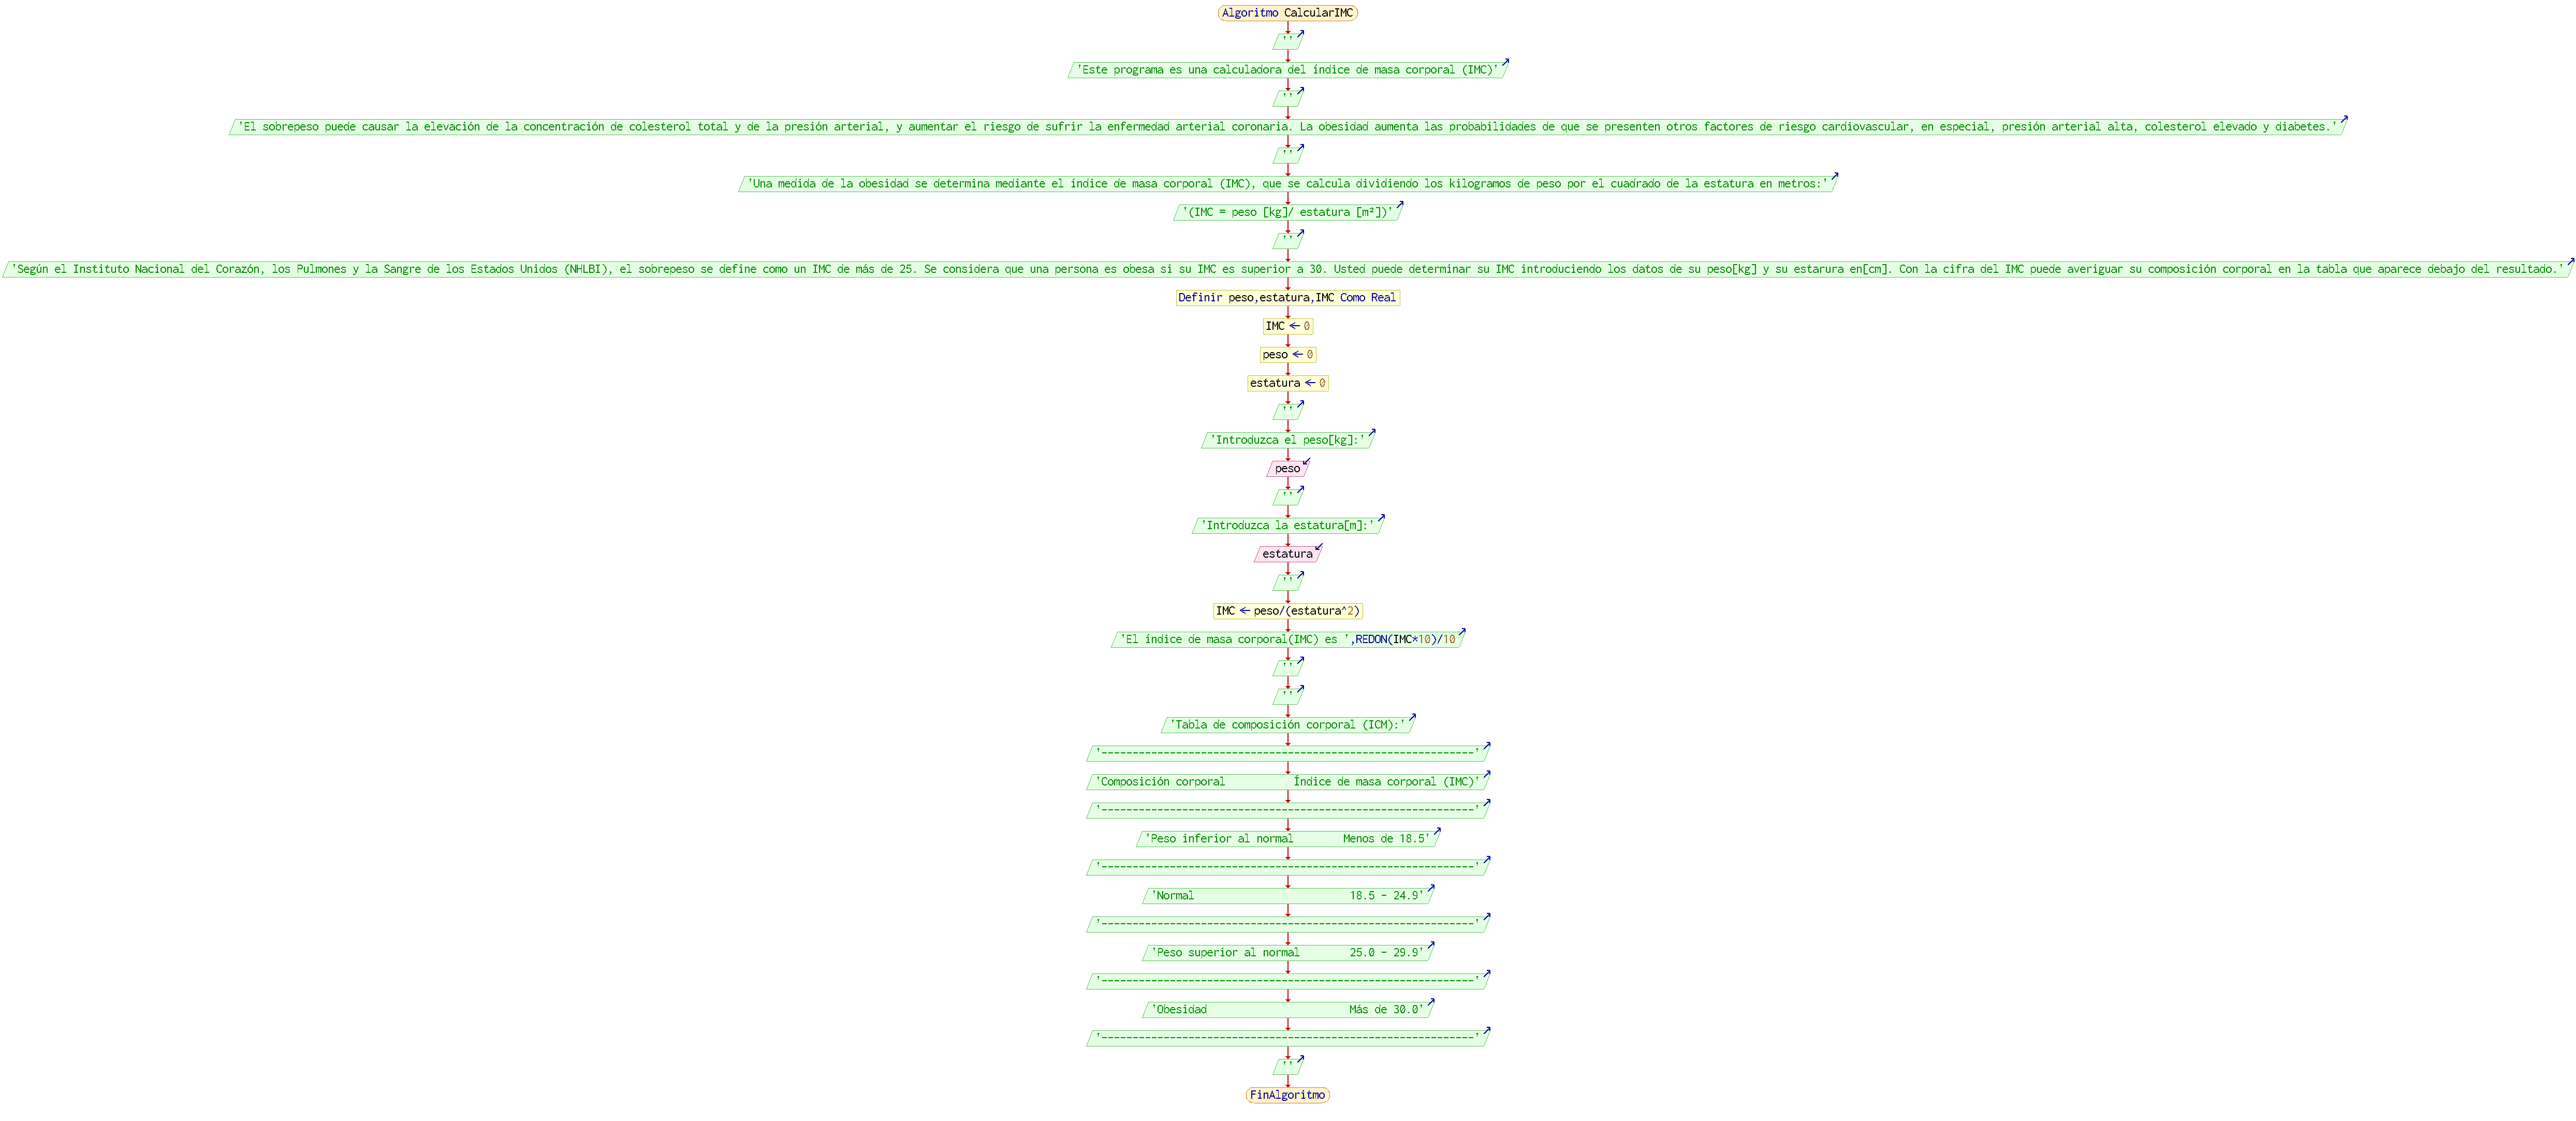 Algoritmo CalcularIMC
''
'Este programa es una calculadora del índice de masa corporal (IMC)'
''
'El sobrepeso puede causar la elevación de la concentración de colesterol total y de la presión arterial, y aumentar el riesgo de sufrir la enfermedad arterial coronaria. La obesidad aumenta las probabilidades de que se presenten otros factores de riesgo cardiovascular, en especial, presión arterial alta, colesterol elevado y diabetes.'
''
'Una medida de la obesidad se determina mediante el índice de masa corporal (IMC), que se calcula dividiendo los kilogramos de peso por el cuadrado de la estatura en metros:'
'(IMC = peso [kg]/ estatura [m²])'
''
'Según el Instituto Nacional del Corazón, los Pulmones y la Sangre de los Estados Unidos (NHLBI), el sobrepeso se define como un IMC de más de 25. Se considera que una persona es obesa si su IMC es superior a 30. Usted puede determinar su IMC introduciendo los datos de su peso[kg] y su estarura en[cm]. Con la cifra del IMC puede averiguar su composición corporal en la tabla que aparece debajo del resultado.'
Definir peso,estatura,IMC Como Real
IMC ← 0
peso ← 0
estatura ← 0
''
'Introduzca el peso[kg]:'
peso
''
'Introduzca la estatura[m]:'
estatura
''
IMC ← peso/(estatura^2)
'El índice de masa corporal(IMC) es ',REDON(IMC*10)/10
''
''
'Tabla de composición corporal (ICM):'
'------------------------------------------------------------'
'Composición corporal           Índice de masa corporal (IMC)'
'------------------------------------------------------------'
'Peso inferior al normal        Menos de 18.5'
'------------------------------------------------------------'
'Normal                         18.5 - 24.9'
'------------------------------------------------------------'
'Peso superior al normal        25.0 - 29.9'
'------------------------------------------------------------'
'Obesidad                       Más de 30.0'
'------------------------------------------------------------'
''
FinAlgoritmo